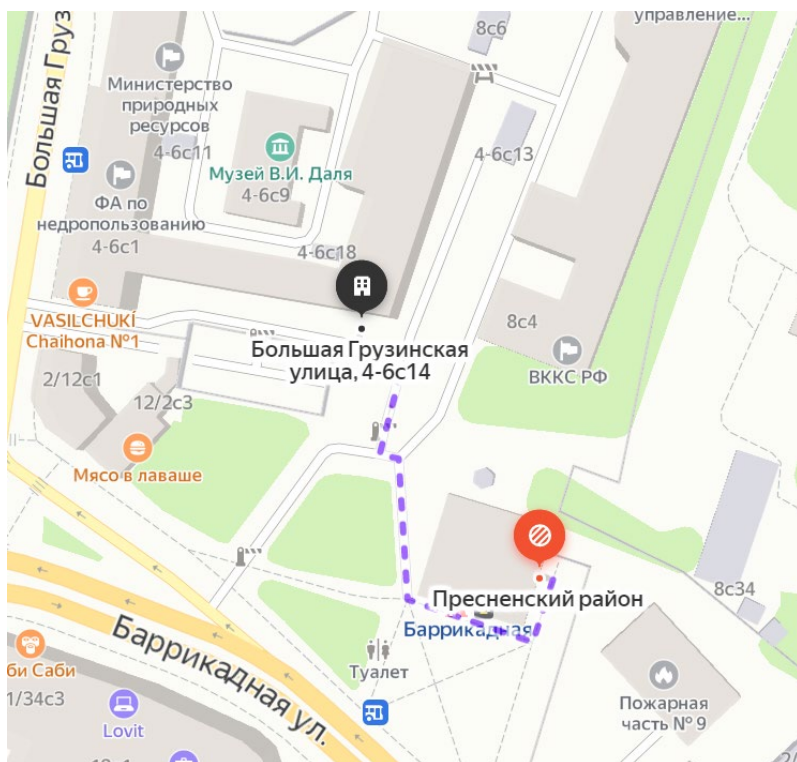 управление...
8с6
Большая Груз
Министерство
природных
ресурсов
4-6с11
Музей В.И. Даля
4-6с9
4-6с13
ФА по
недропользованию
4-6с1
4-6с18
VASILCHUKÍ
Chaihona №1
8с4
Большая Грузинская
улица, 4-6с14
ВККС РФ
2/12с1
12/2с3
Мясо в лаваше
Пресненский район
8с34
Баррикадная
Баррикадная ул.
Туалет
би Саби
1/34с3
Lovit
Пожарная
часть № 9